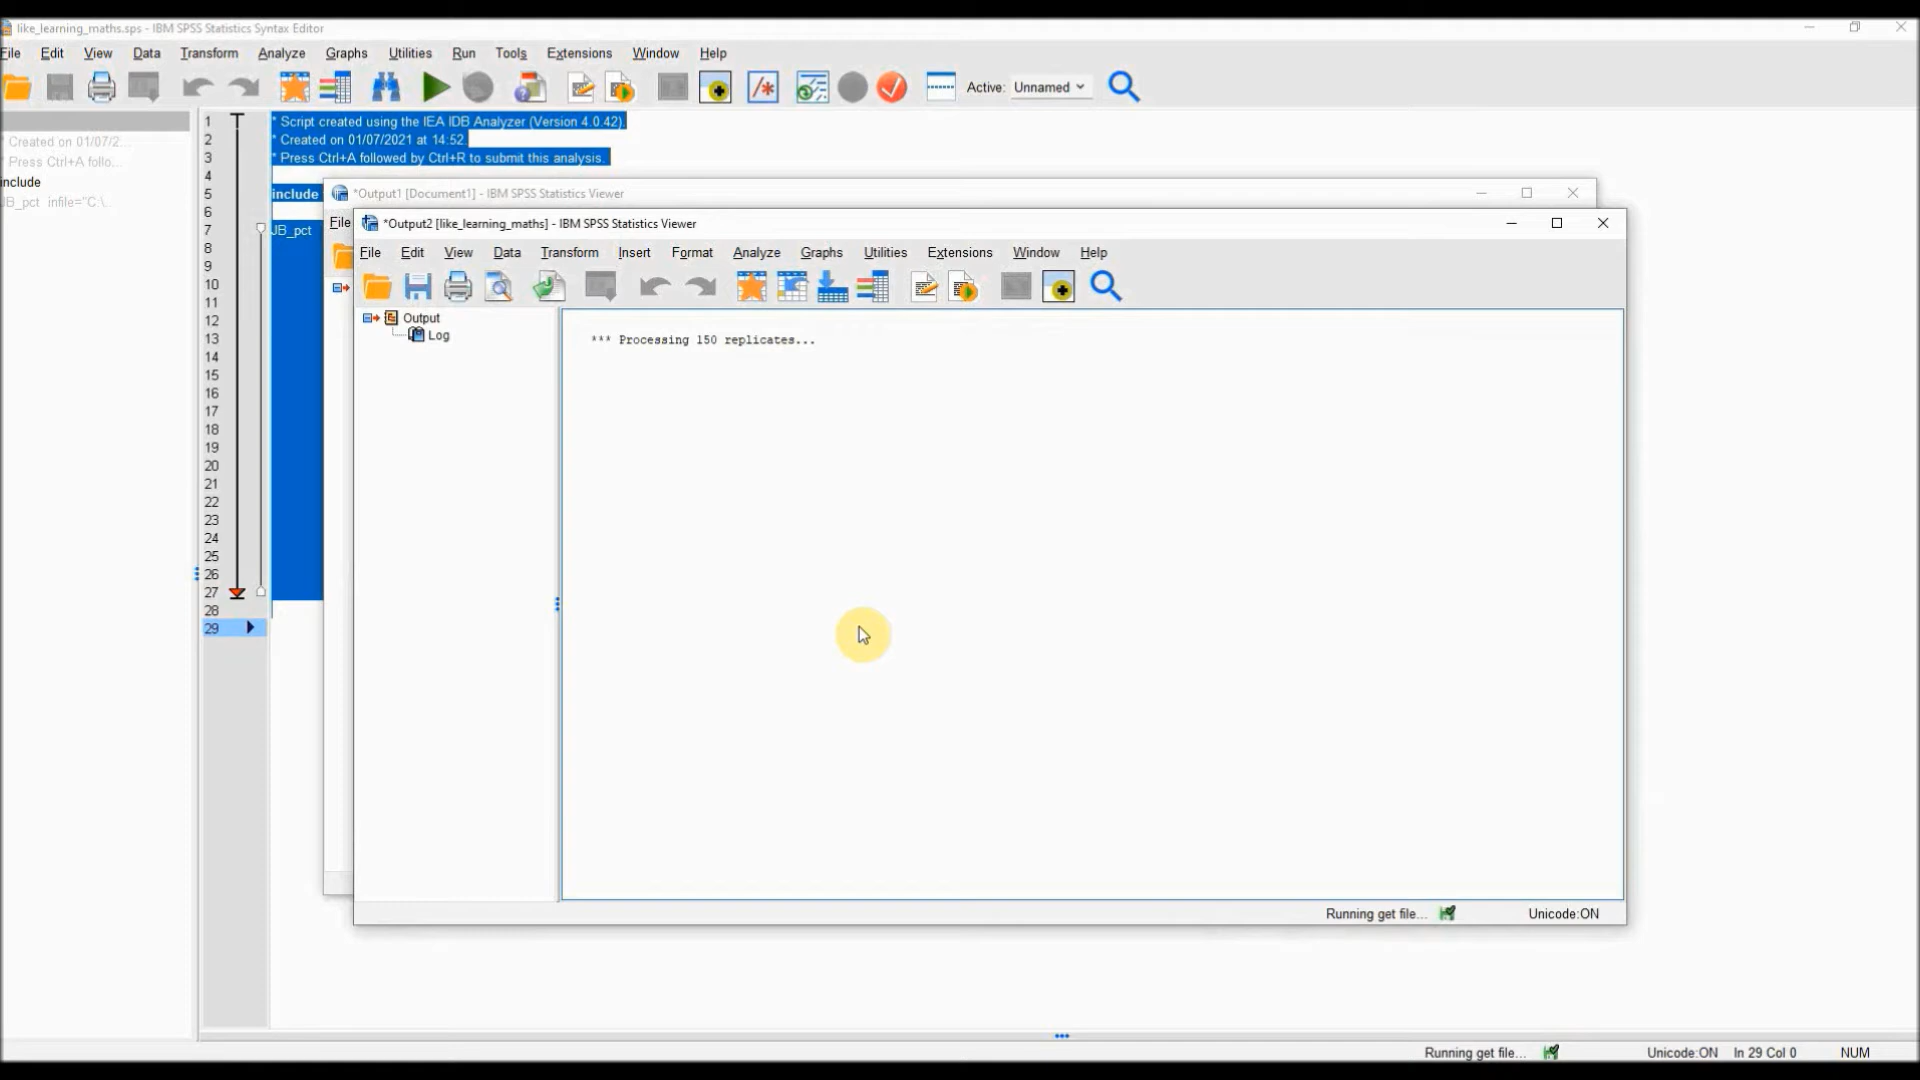 like_learning_maths.sps - IBM SPSS Statistics Syntax Editor
File Edit View Data Transform Analyze Graphs Utilities Run Tools Extensions Window Help
Active: Unnamed
* Created on 01/07/2...
* Press Ctrl+A follo...
include
JB_pct infile="C:\...
1 * Script created using the IEA IDB Analyzer (Version 4.0.42).
2 * Created on 01/07/2021 at 14:52.
3 * Press Ctrl+A followed by Ctrl+R to submit this analysis.
4
5 include
6
7 JB_pct
8
9
10
11
12
13
14
15
16
17
18
19
20
21
22
23
24
25
26
27
28
29
*Output1 [Document1] - IBM SPSS Statistics Viewer
File
*Output2 [like_learning_maths] - IBM SPSS Statistics Viewer
File Edit View Data Transform Insert Format Analyze Graphs Utilities Extensions Window Help
Output
Log
*** Processing 150 replicates...
Running get file... Unicode:ON
Running get file... Unicode:ON In 29 Col 0 NUM